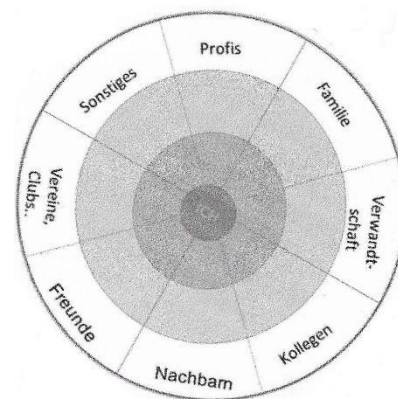 Profis
Familie
Verwandt-
schaft
Kollegen
Nachbarn
Freunde
Vereine,
Clubs..
Sonstiges